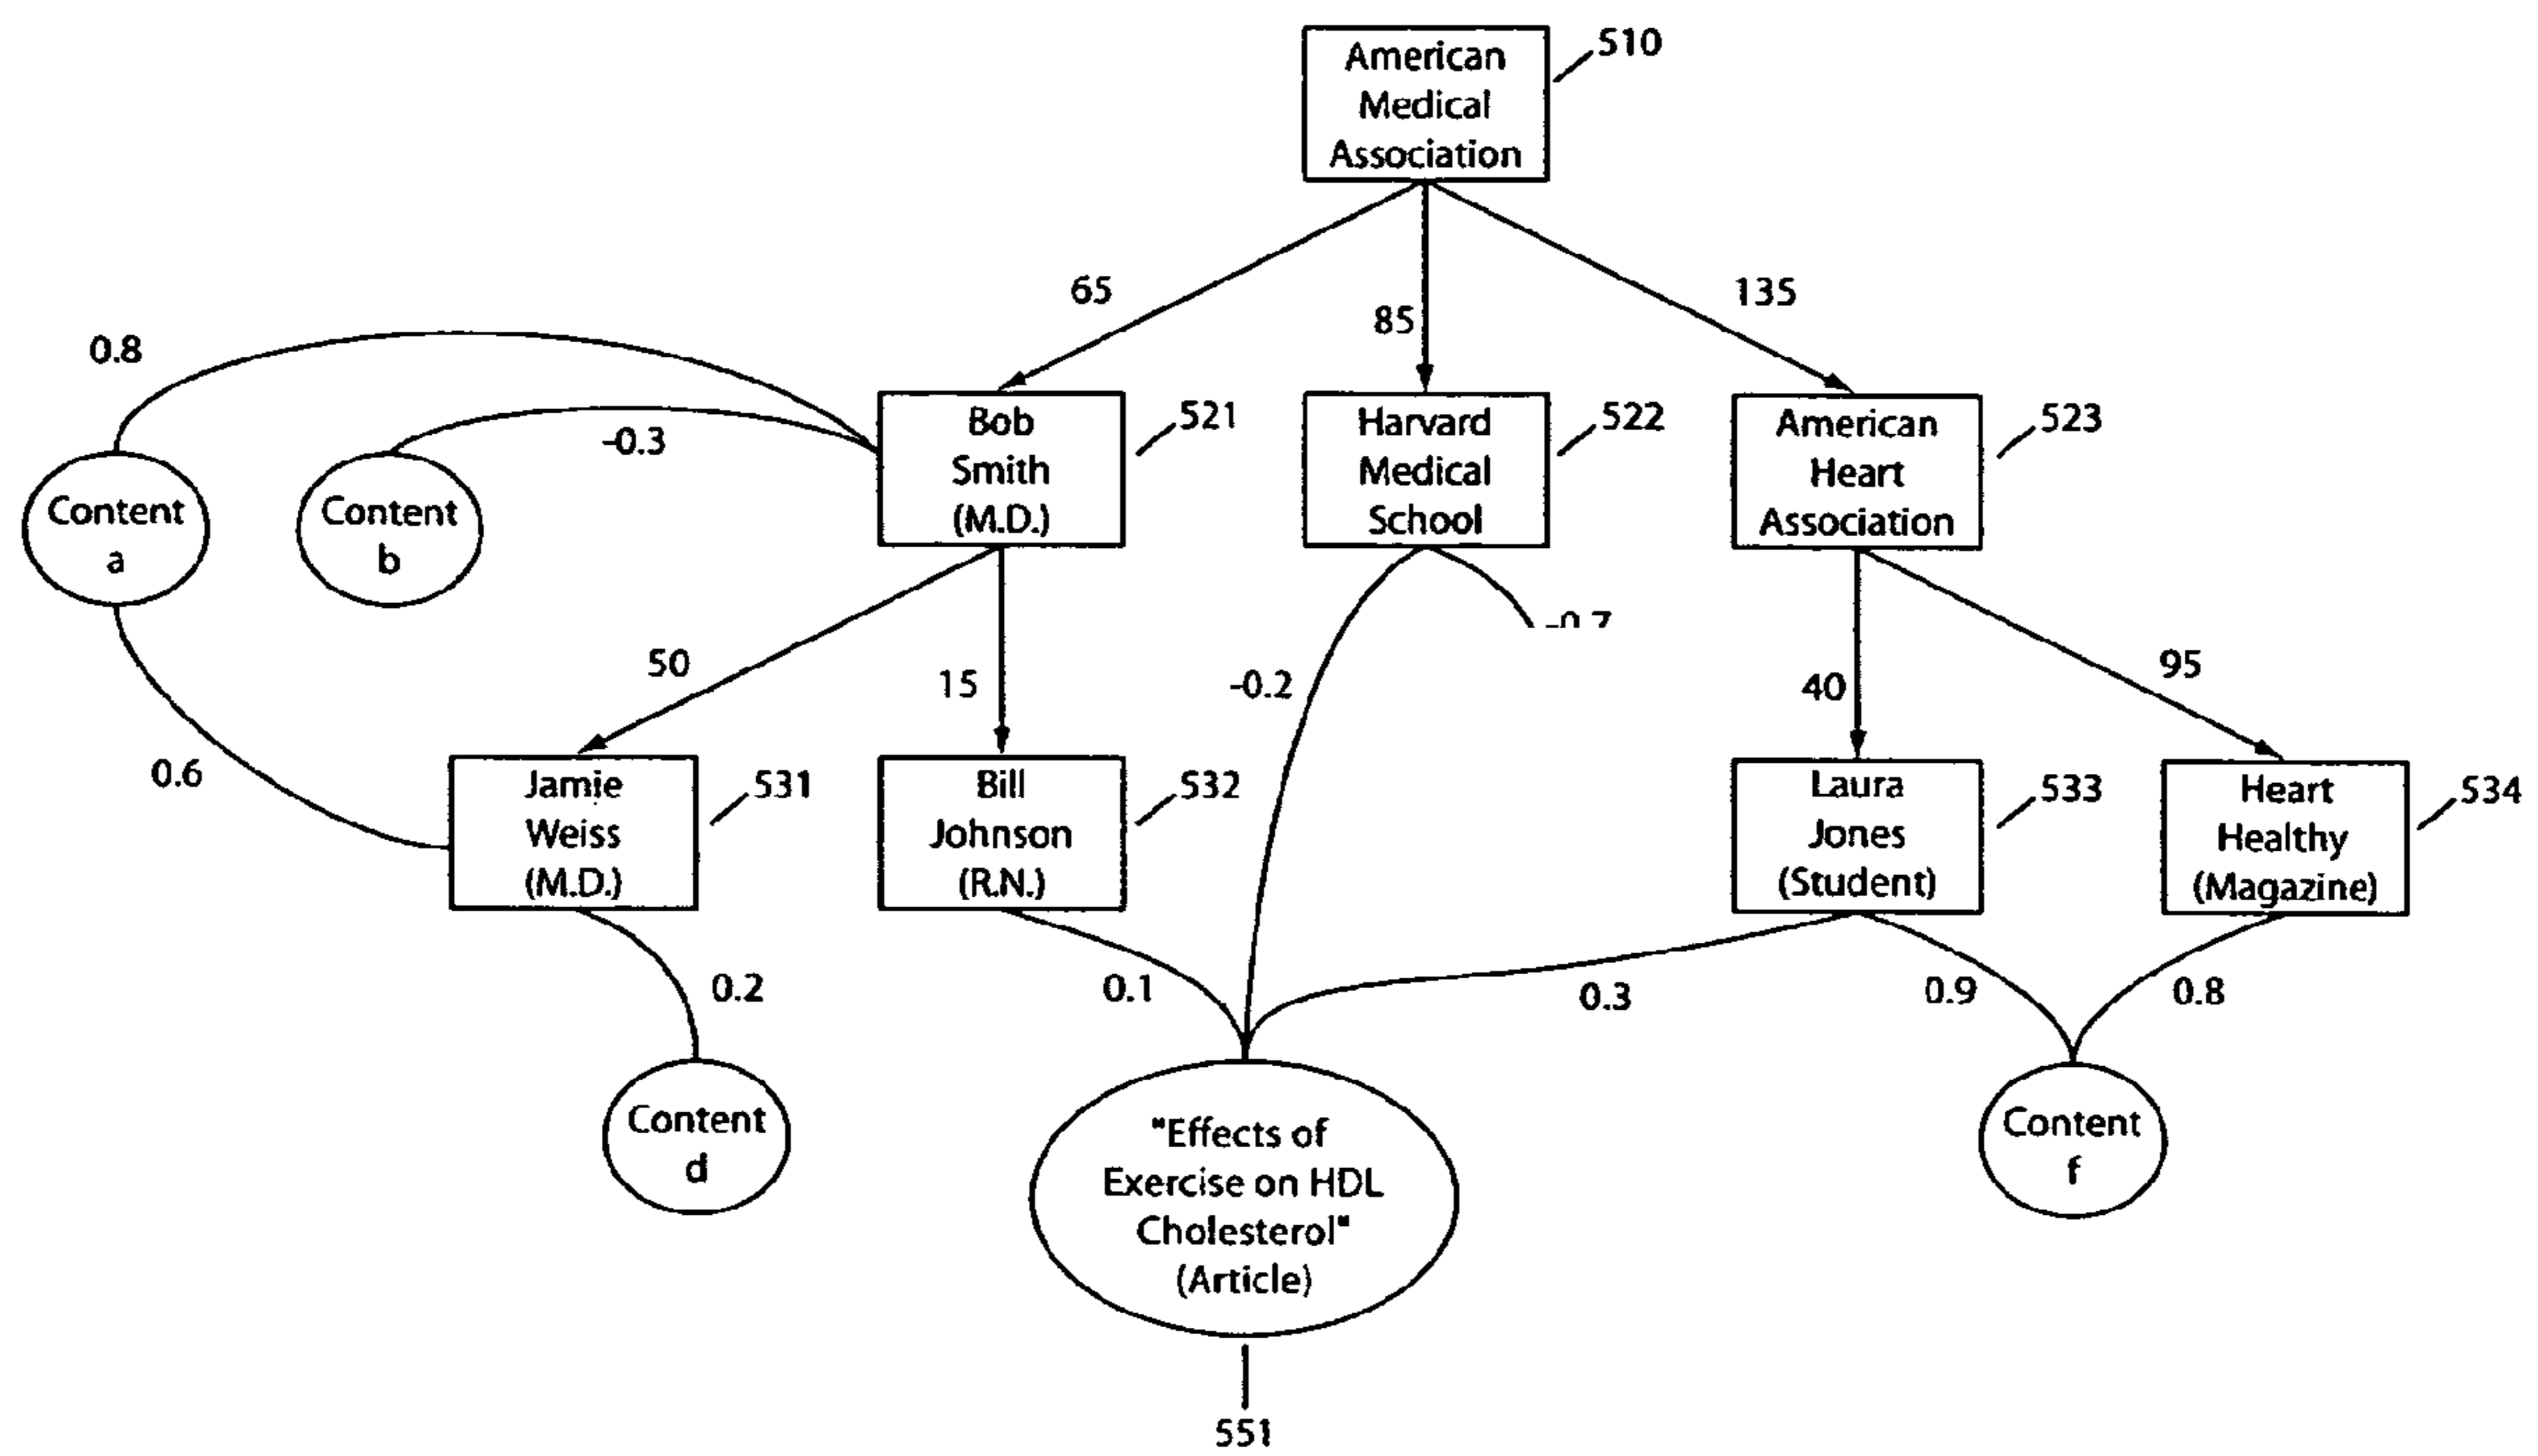 American
Medical
Association
510
65
85
135
0.8
-0.3
Bob
Smith
(M.D.)
521
Harvard
Medical
School
522
American
Heart
Association
523
Content
a
Content
b
50
15
-0.2
40
95
0.6
Jamie
Weiss
(M.D.)
531
Bill
Johnson
(R.N.)
532
Laura
Jones
(Student)
533
Heart
Healthy
(Magazine)
534
0.2
0.1
0.3
0.9
0.8
Content
d
"Effects of
Exercise on HDL
Cholesterol"
(Article)
Content
f
551